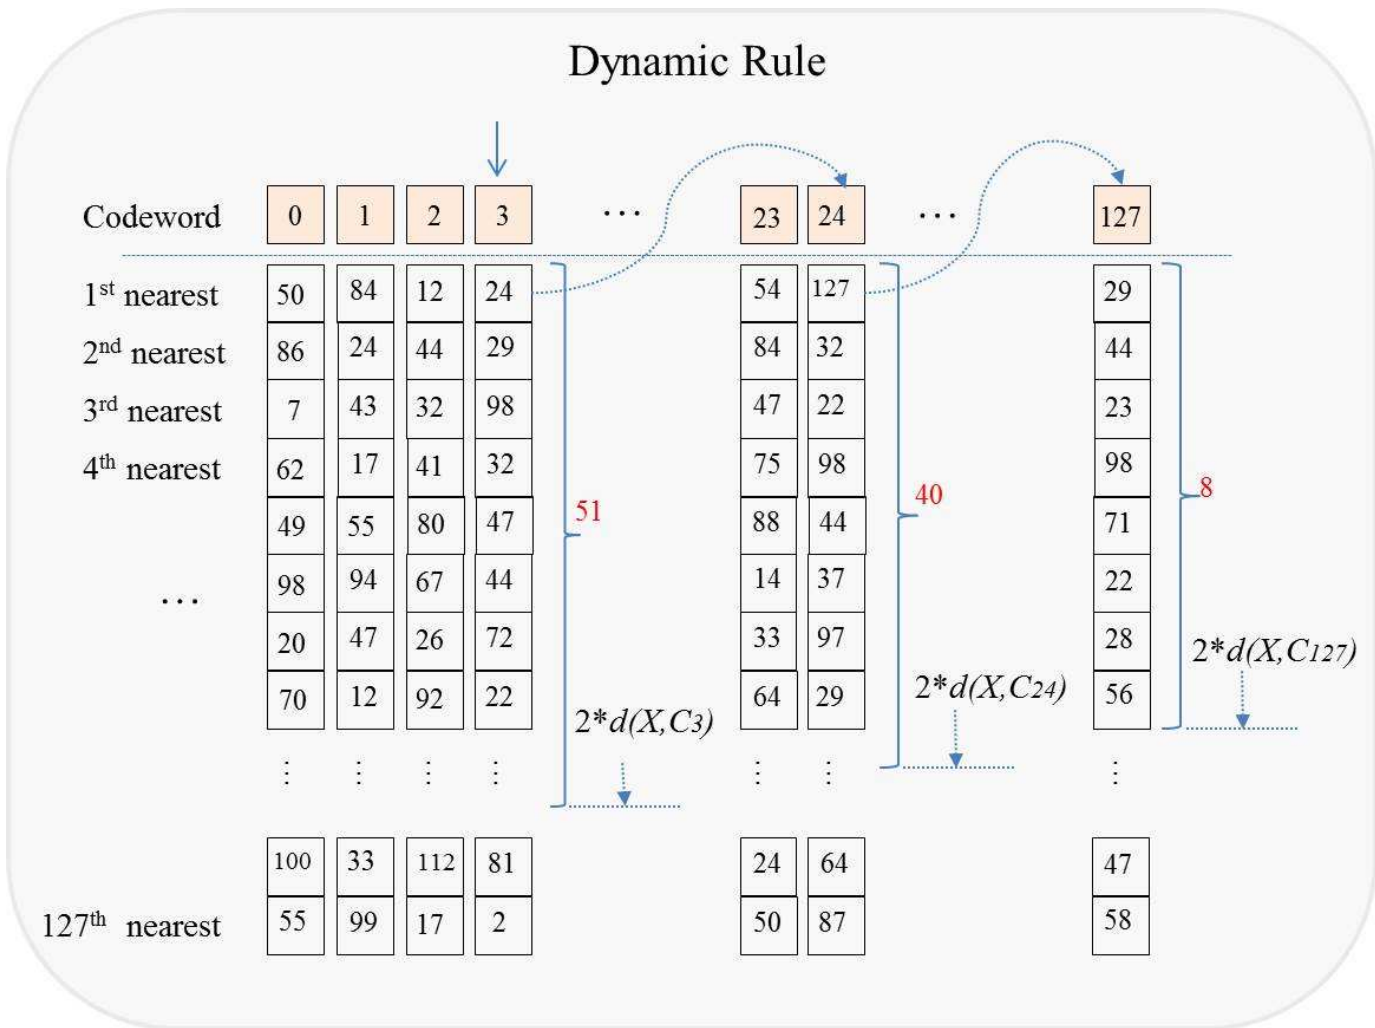 Dynamic Rule
Codeword 0 1 2 3 … 23 24 … 127
1st nearest 50 84 12 24 54 127 29
2nd nearest 86 24 44 29 84 32 44
3rd nearest 7 43 32 98 47 22 23
4th nearest 62 17 41 32 75 98 98
51 40 8
49 55 80 47 88 44 71
… 98 94 67 44 14 37 22
20 47 26 72 33 97 28
2*d(X,C127)
70 12 92 22 64 29 56
2*d(X,C24)
2*d(X,C3)
⋮ ⋮ ⋮ ⋮ ⋮ ⋮ ⋮
100 33 112 81 24 64 47
127th nearest 55 99 17 2 50 87 58